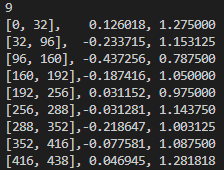 9
[0, 32],   0.126018, 1.275000
[32, 96],  -0.233715, 1.153125
[96, 160], -0.437256, 0.787500
[160, 192],-0.187416, 1.050000
[192, 256], 0.031152, 0.975000
[256, 288],-0.031281, 1.143750
[288, 352],-0.218647, 1.003125
[352, 416],-0.077581, 1.087500
[416, 438], 0.046945, 1.281818